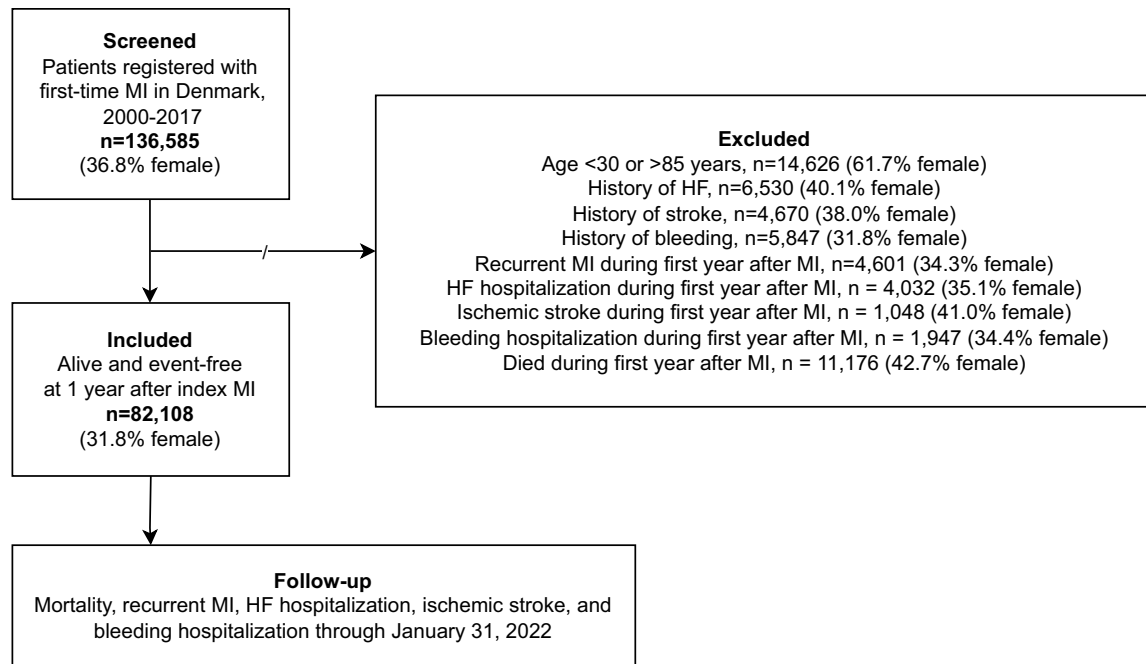 Screened
Patients registered with
first-time MI in Denmark,
2000-2017
n=136,585
(36.8% female)
Excluded
Age <30 or >85 years, n=14,626 (61.7% female)
History of HF, n=6,530 (40.1% female)
History of stroke, n=4,670 (38.0% female)
History of bleeding, n=5,847 (31.8% female)
Recurrent MI during first year after MI, n=4,601 (34.3% female)
HF hospitalization during first year after MI, n = 4,032 (35.1% female)
Ischemic stroke during first year after MI, n = 1,048 (41.0% female)
Bleeding hospitalization during first year after MI, n = 1,947 (34.4% female)
Died during first year after MI, n = 11,176 (42.7% female)
Included
Alive and event-free
at 1 year after index MI
n=82,108
(31.8% female)
Follow-up
Mortality, recurrent MI, HF hospitalization, ischemic stroke, and
bleeding hospitalization through January 31, 2022